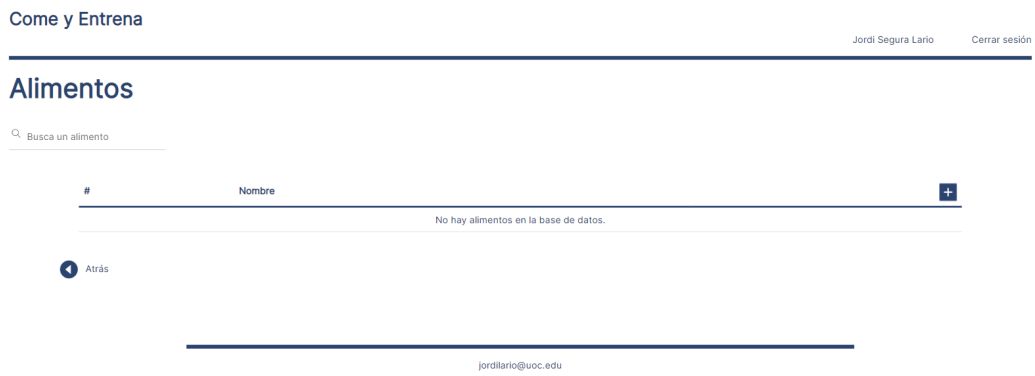 Come y Entrena
Jordi Segura Lario Cerrar sesión
Alimentos
Busca un alimento
# Nombre +
No hay alimentos en la base de datos.
Atrás
jordilario@uoc.edu